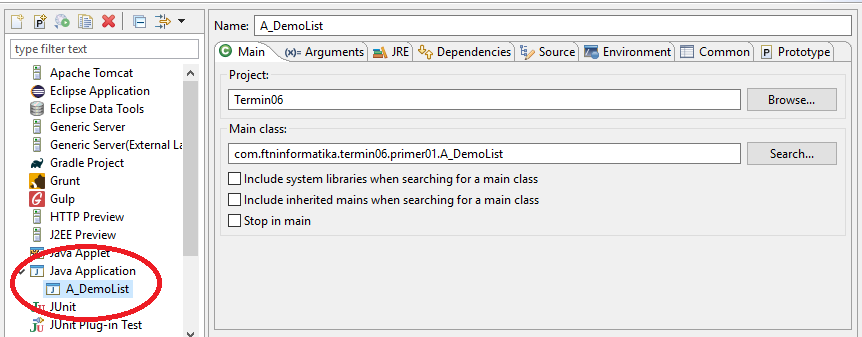 Name: A_DemoList
type filter text
Apache Tomcat
Eclipse Application
Eclipse Data Tools
Generic Server
Generic Server(External La
Gradle Project
Grunt
Gulp
HTTP Preview
J2EE Preview
Java Applet
Java Application
A_DemoList
JUnit
JUnit Plug-in Test
Main (x)= Arguments JRE Dependencies Source Environment Common Prototype
Project:
Termin06 Browse...
Main class:
com.ftninformatika.termin06.primer01.A_DemoList Search...
Include system libraries when searching for a main class
Include inherited mains when searching for a main class
Stop in main